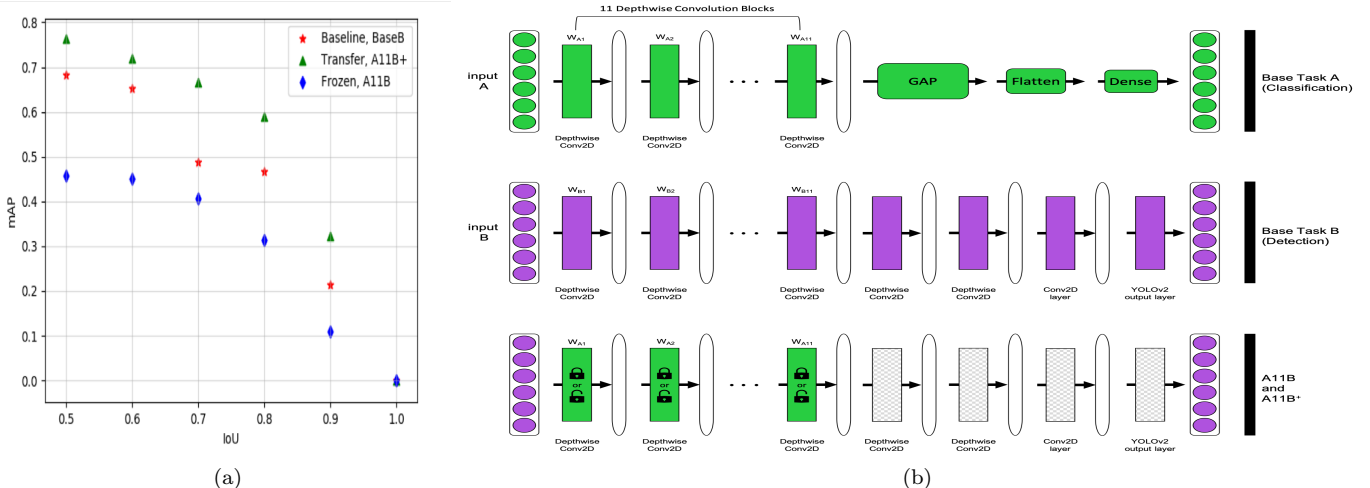 0.8
0.7
0.6
0.5
0.4
0.3
0.2
0.1
0.0
mAP
0.5 0.6 0.7 0.8 0.9 1.0
IoU
Baseline, BaseB
Transfer, A11B+
Frozen, A11B
(a)
11 Depthwise Convolution Blocks
input
A
WA1 WA2 WA11
GAP Flatten Dense
Depthwise
Conv2D
Depthwise
Conv2D
Depthwise
Conv2D
Base Task A
(Classification)
input
B
WB1 WB2 WB11
Depthwise
Conv2D
Depthwise
Conv2D
Depthwise
Conv2D
Depthwise
Conv2D
Depthwise
Conv2D
Conv2D
layer
YOLOv2
output layer
Base Task B
(Detection)
WA1 WA2 WA11
or or or
Depthwise
Conv2D
Depthwise
Conv2D
Depthwise
Conv2D
Depthwise
Conv2D
Depthwise
Conv2D
Conv2D
layer
YOLOv2
output layer
A11B
and
A11B+
(b)